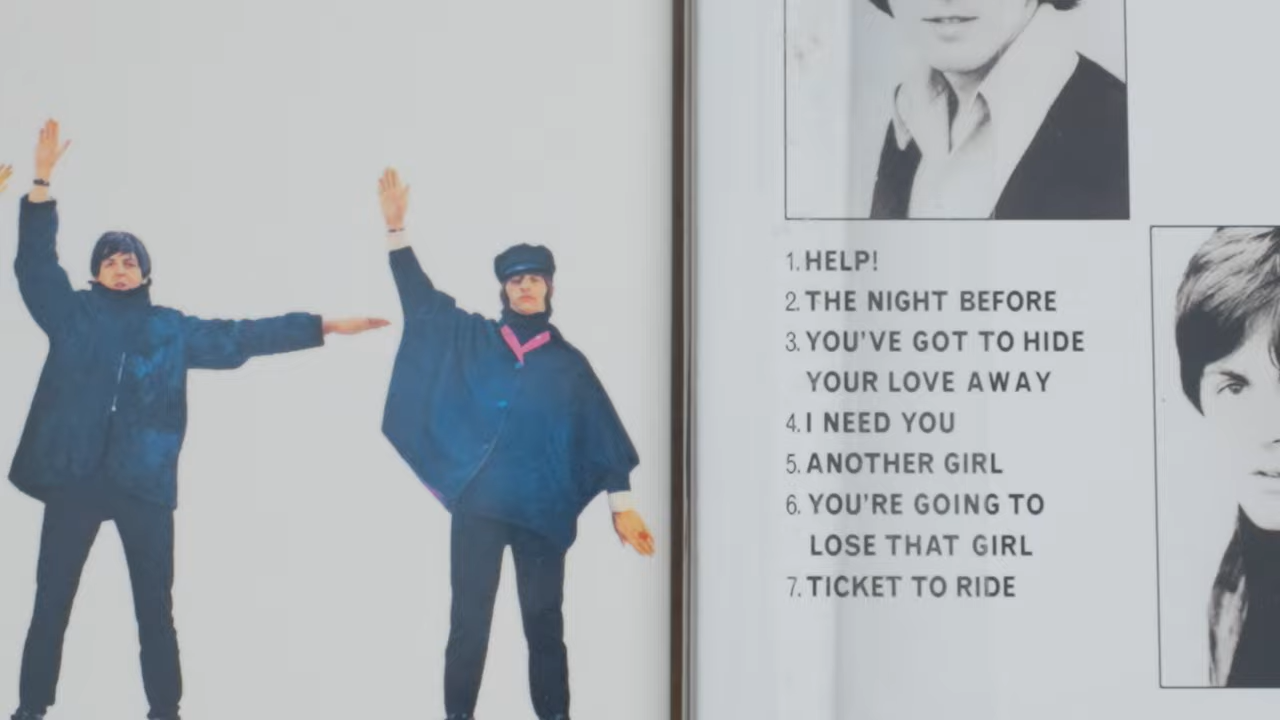 1. HELP!
2. THE NIGHT BEFORE
3. YOU'VE GOT TO HIDE
YOUR LOVE AWAY
4. I NEED YOU
5. ANOTHER GIRL
6. YOU'RE GOING TO
LOSE THAT GIRL
7. TICKET TO RIDE